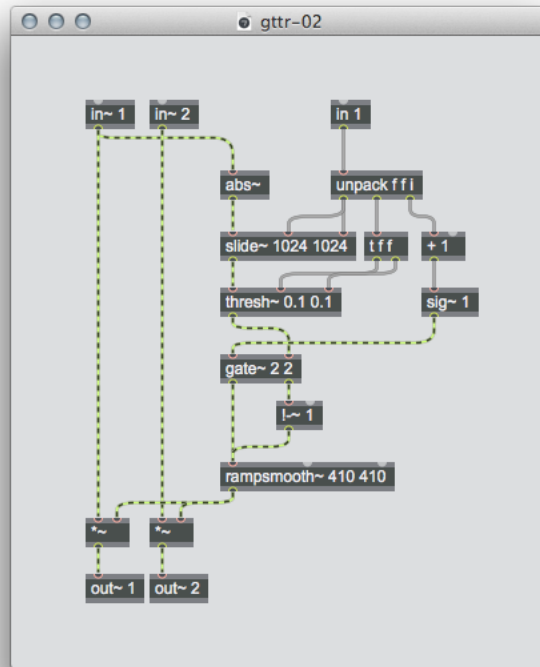 gttr-02
in~ 1
in~ 2
in 1
abs~
unpack f f i
slide~ 1024 1024
t f f
+ 1
thresh~ 0.1 0.1
sig~ 1
gate~ 2 2
!-~ 1
rampsmooth~ 410 410
*~
*~
out~ 1
out~ 2